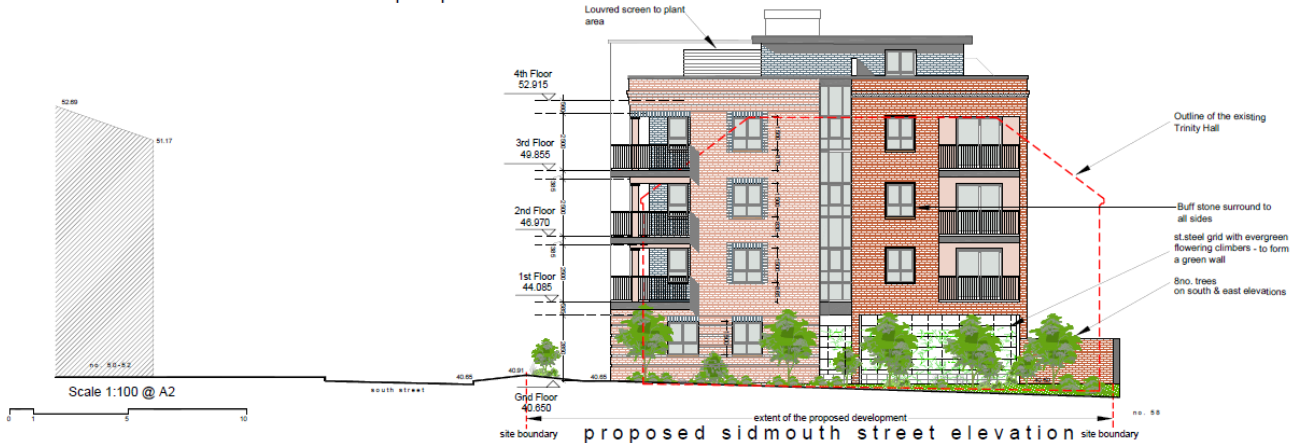 Louvred screen to plant
area
4th Floor
52.915
52.69
51.17
Outline of the existing
Trinity Hall
3rd Floor
49.855
Buff stone surround to
all sides
2nd Floor
46.970
st.steel grid with evergreen
flowering climbers - to form
a green wall
1st Floor
44.085
8no. trees
on south & east elevations
no. 50-52
40.91
40.65
40.65
south street
Scale 1:100 @ A2
Gnd Floor
40.650
0 1 5 10
extent of the proposed development
no. 58
site boundary
proposed sidmouth street elevation
site boundary